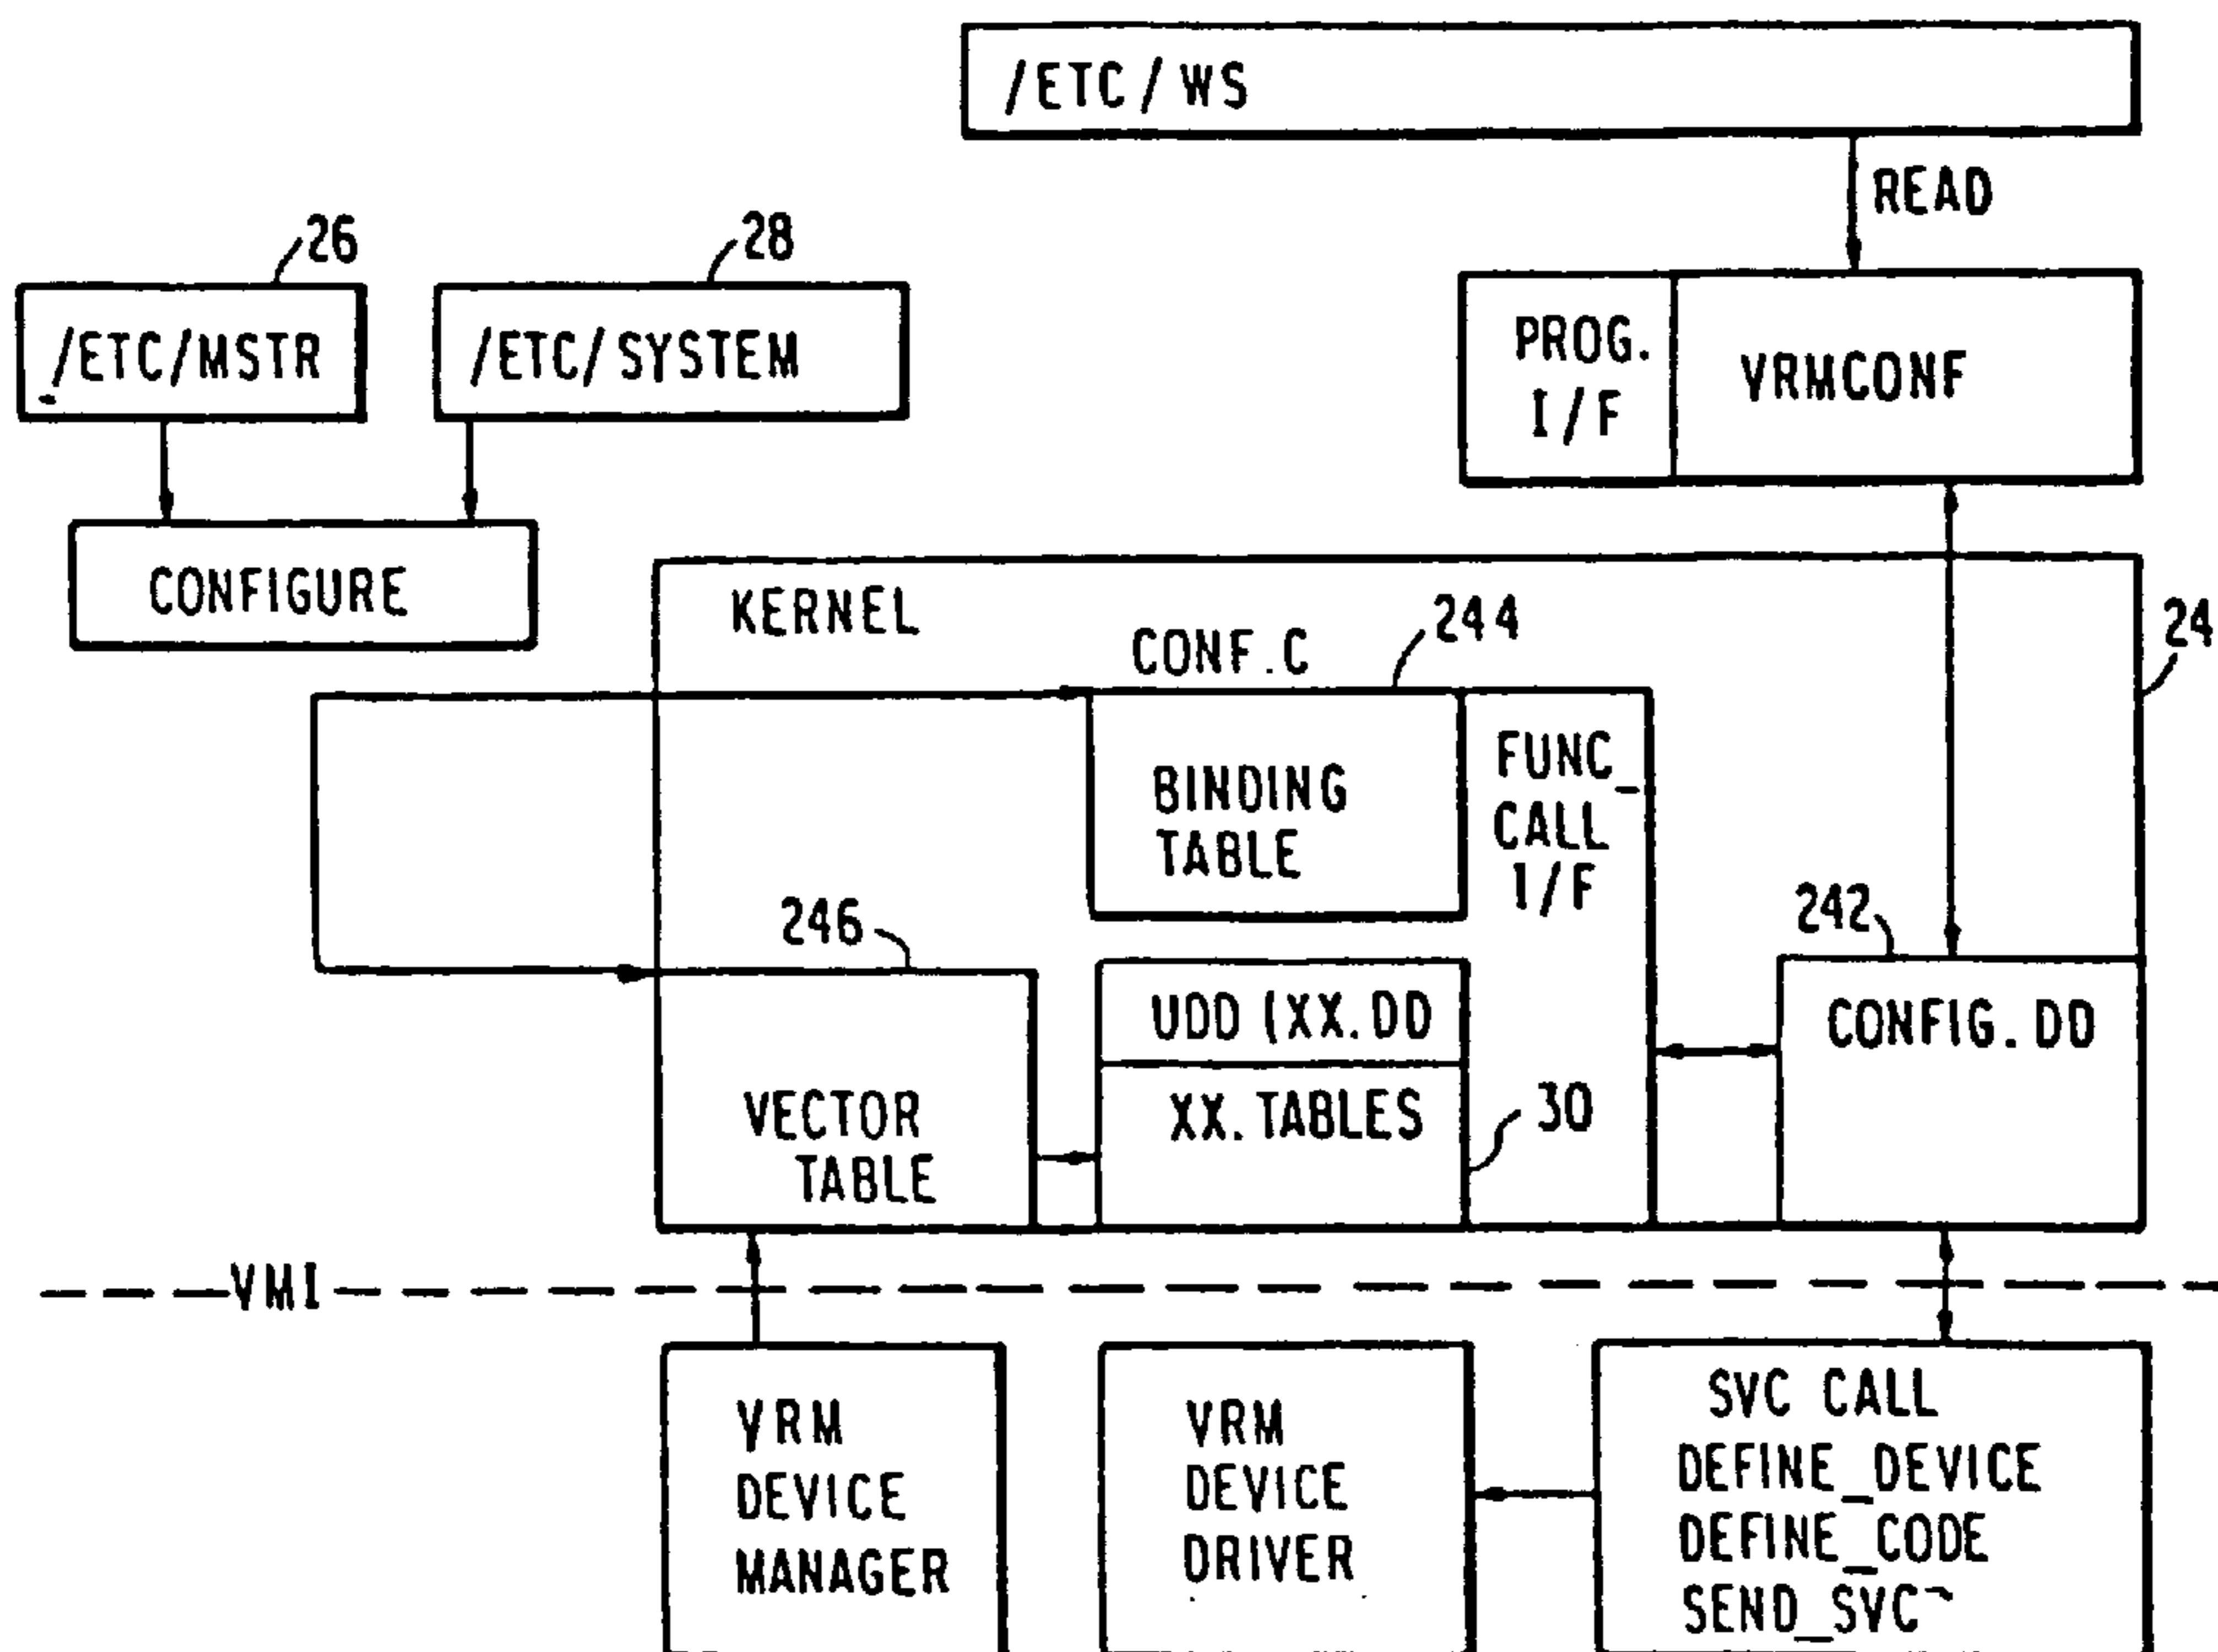 /ETC/WS
READ
26
28
/ETC/MSTR
/ETC/SYSTEM
PROG.
I/F
VRMCONF
CONFIGURE
KERNEL
CONF.C
244
24
BINDING
TABLE
FUNC_
CALL
I/F
246
242
UDD (XX.DD
CONFIG.DD
XX.TABLES
30
VECTOR
TABLE
VMI
VRM
DEVICE
MANAGER
VRM
DEVICE
DRIVER
SVC CALL
DEFINE_DEVICE
DEFINE_CODE
SEND_SVC